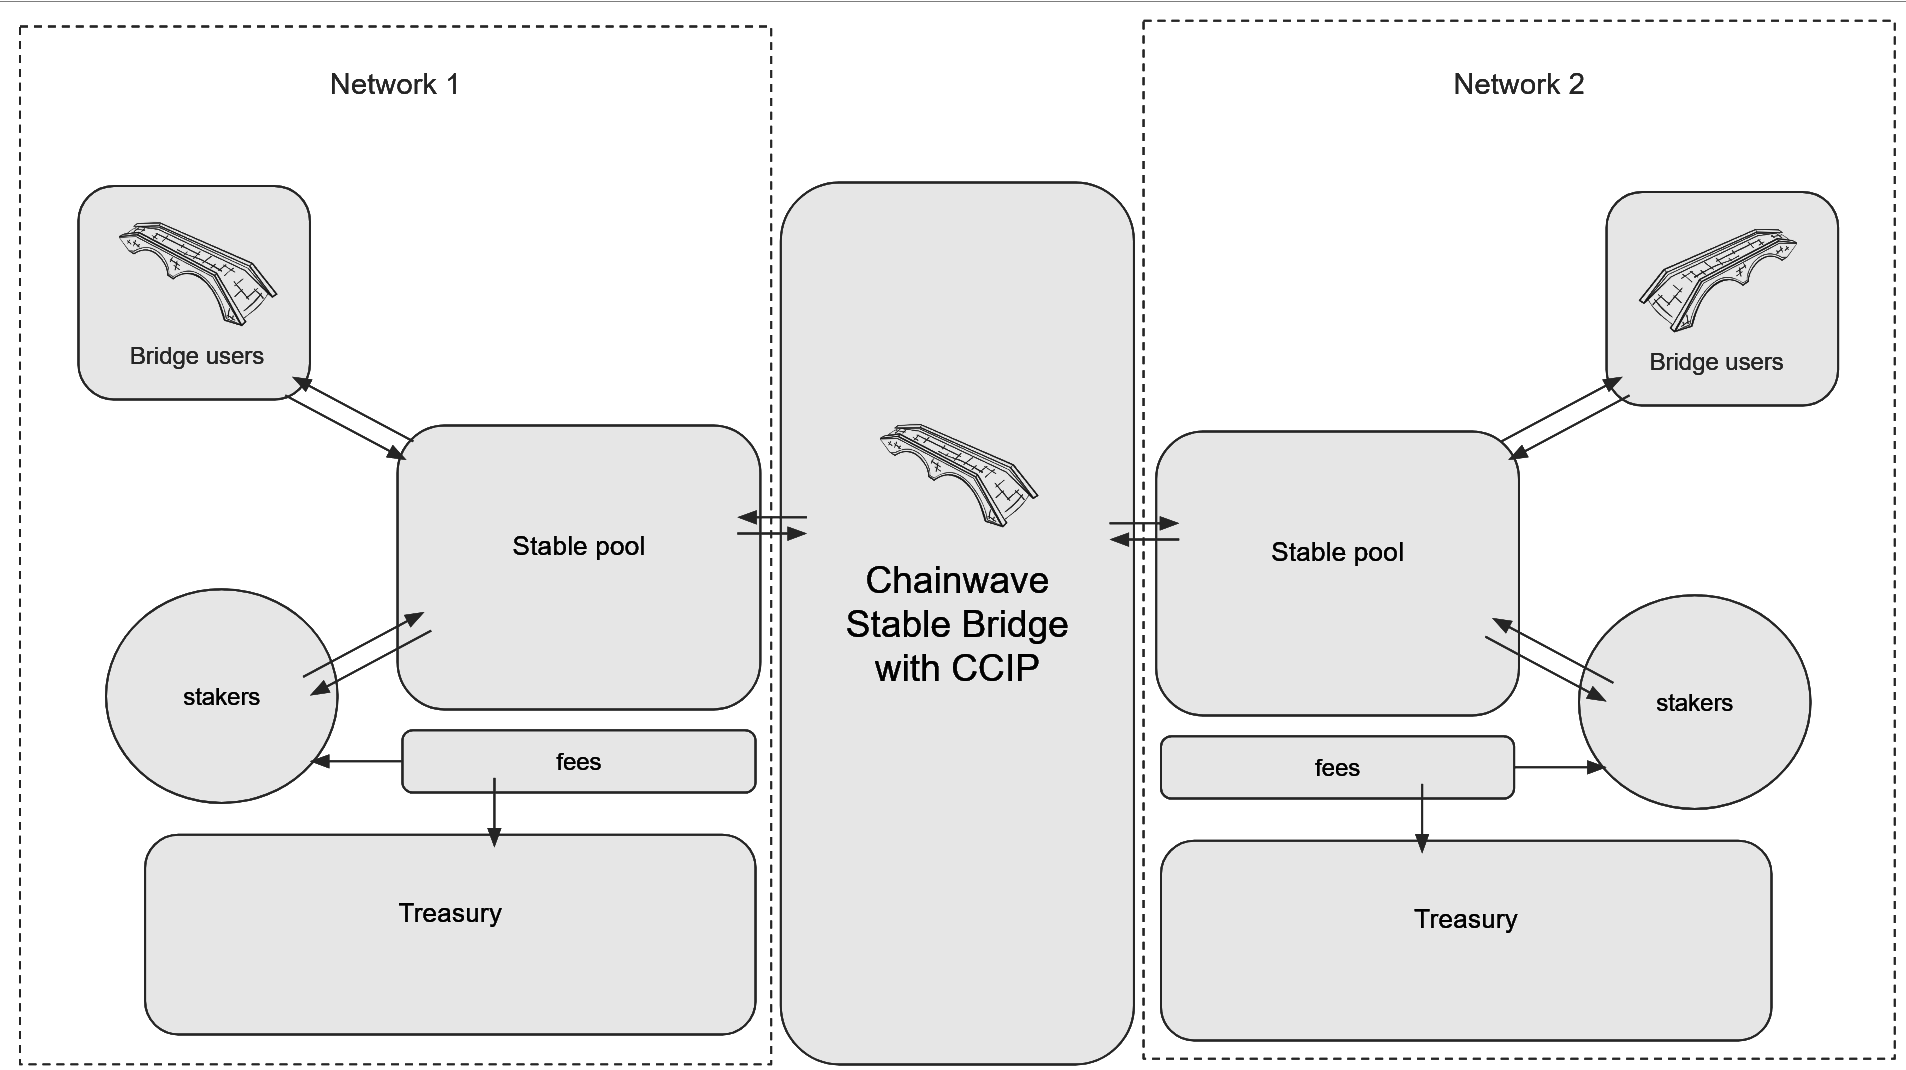 Network 1
Bridge users
Stable pool
stakers
fees
Treasury
Chainwave
Stable Bridge
with CCIP
Network 2
Bridge users
Stable pool
stakers
fees
Treasury